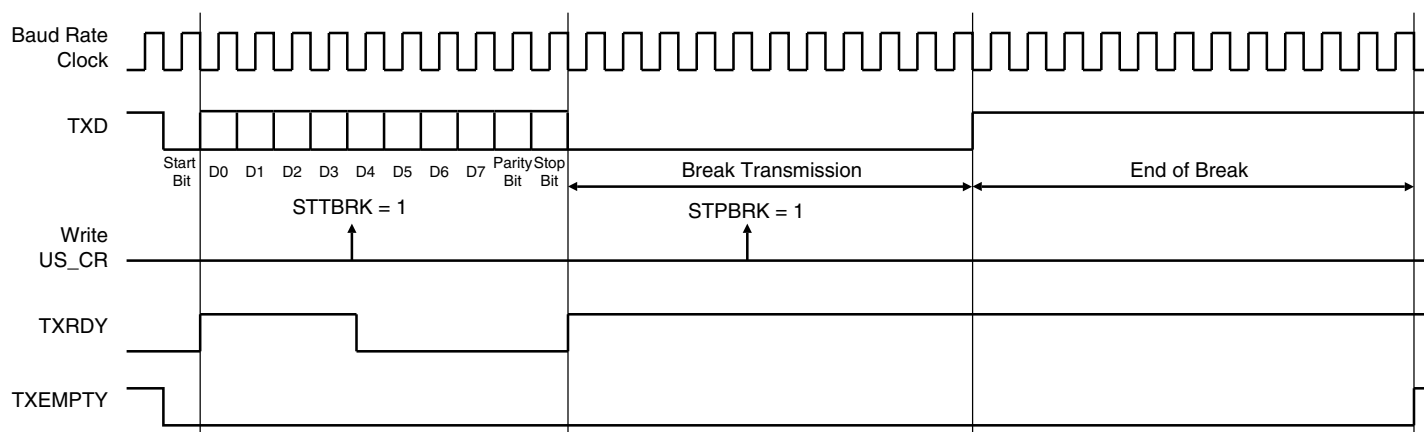 Baud Rate
Clock
TXD
Start
Bit
D0 D1 D2 D3 D4 D5 D6 D7
Parity
Bit
Stop
Bit
Break Transmission
End of Break
STTBRK = 1
STPBRK = 1
Write
US_CR
TXRDY
TXEMPTY